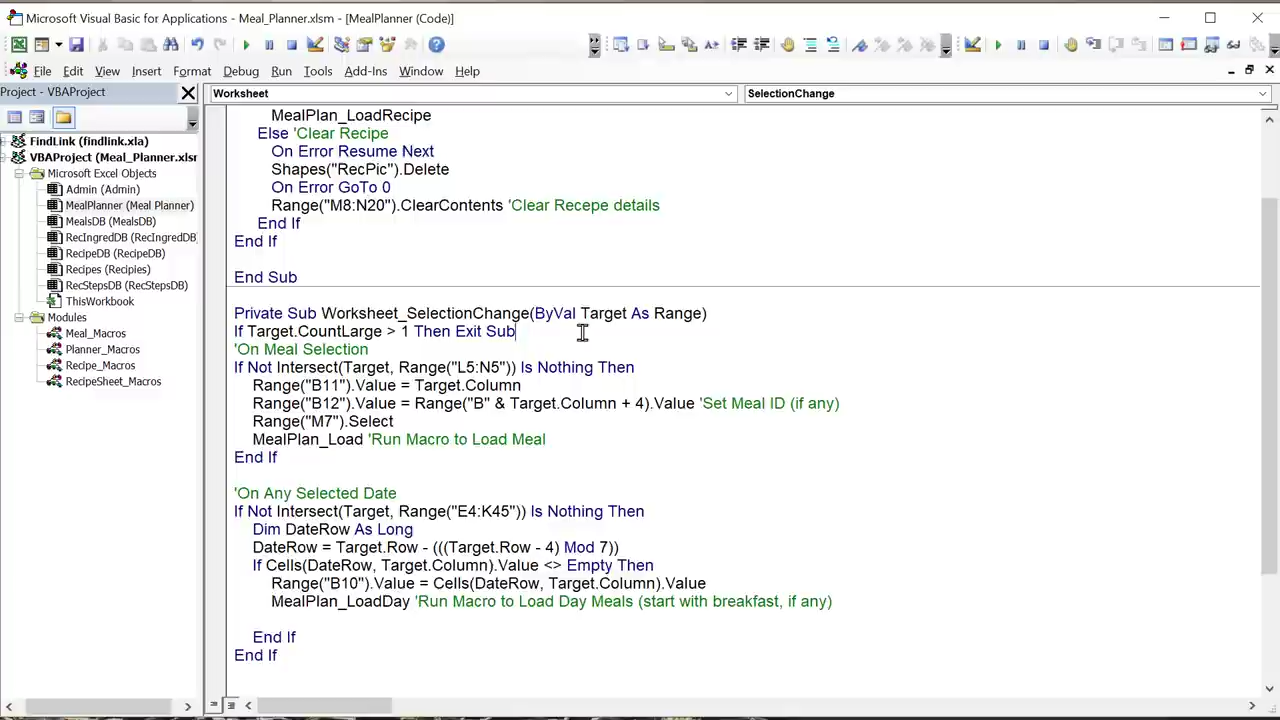 Microsoft Visual Basic for Applications - Meal_Planner.xlsm - [MealPlanner (Code)]
File Edit View Insert Format Debug Run Tools Add-Ins Window Help
Project - VBAProject
Worksheet
SelectionChange
FindLink (findlink.xla)
VBAProject (Meal_Planner.xlsr
Microsoft Excel Objects
Admin (Admin)
MealPlanner (Meal Planner)
MealsDB (MealsDB)
RecIngredDB (RecIngredDB)
RecipeDB (RecipeDB)
Recipes (Recipies)
RecStepsDB (RecStepsDB)
ThisWorkbook
Modules
Meal_Macros
Planner_Macros
Recipe_Macros
RecipeSheet_Macros
MealPlan_LoadRecipe
Else 'Clear Recipe
On Error Resume Next
Shapes("RecPic").Delete
On Error GoTo 0
Range("M8:N20").ClearContents 'Clear Recepe details
End If
End If
End Sub
Private Sub Worksheet_SelectionChange(ByVal Target As Range)
If Target.CountLarge > 1 Then Exit Sub
'On Meal Selection
If Not Intersect(Target, Range("L5:N5")) Is Nothing Then
Range("B11").Value = Target.Column
Range("B12").Value = Range("B" & Target.Column + 4).Value 'Set Meal ID (if any)
Range("M7").Select
MealPlan_Load 'Run Macro to Load Meal
End If
'On Any Selected Date
If Not Intersect(Target, Range("E4:K45")) Is Nothing Then
Dim DateRow As Long
DateRow = Target.Row - (((Target.Row - 4) Mod 7))
If Cells(DateRow, Target.Column).Value <> Empty Then
Range("B10").Value = Cells(DateRow, Target.Column).Value
MealPlan_LoadDay 'Run Macro to Load Day Meals (start with breakfast, if any)
End If
End If